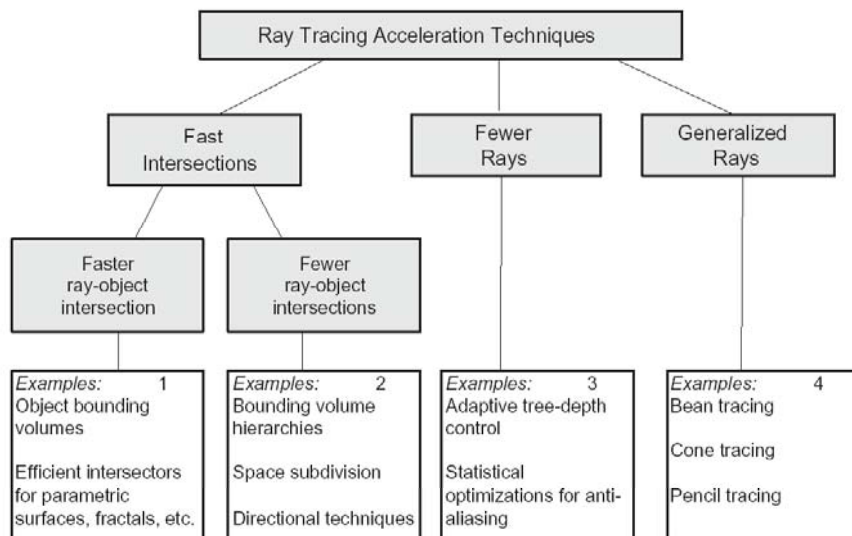 Ray Tracing Acceleration Techniques
Fast
Intersections
Fewer
Rays
Generalized
Rays
Faster
ray-object
intersection
Fewer
ray-object
intersections
Examples: 1
Object bounding
volumes
Efficient intersectors
for parametric
surfaces, fractals, etc.
Examples: 2
Bounding volume
hierarchies
Space subdivision
Directional techniques
Examples: 3
Adaptive tree-depth
control
Statistical
optimizations for anti-
aliasing
Examples: 4
Bean tracing
Cone tracing
Pencil tracing